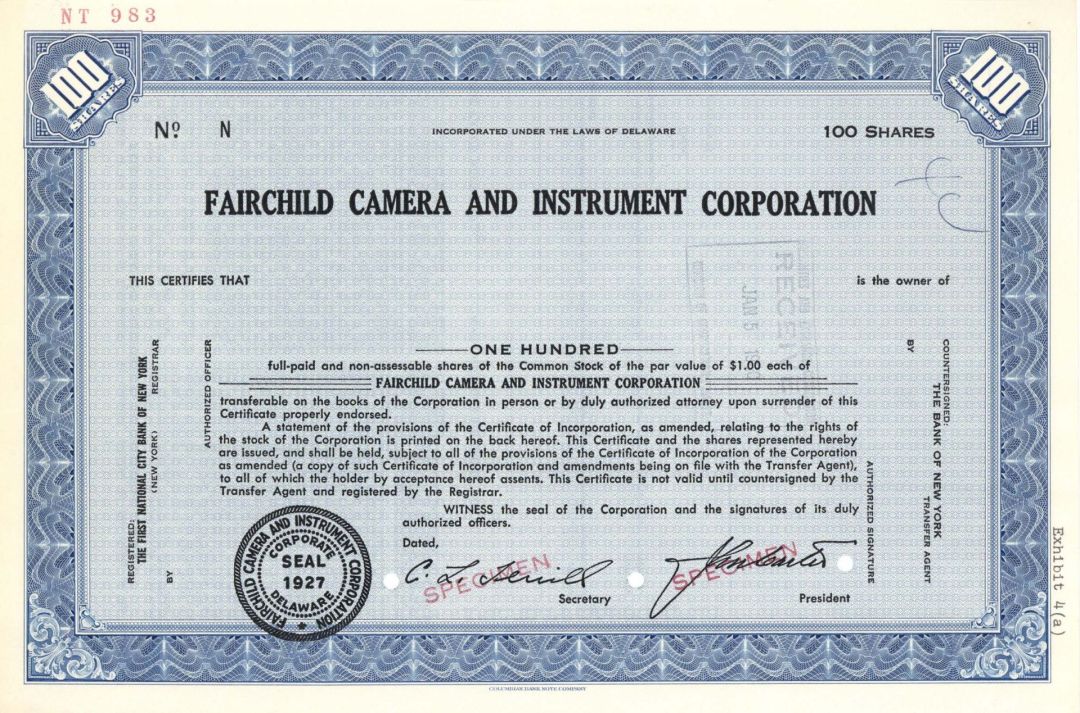 NT 983
100
SHARES
100
SHARES
Nº N
INCORPORATED UNDER THE LAWS OF DELAWARE
100 SHARES
FAIRCHILD CAMERA AND INSTRUMENT CORPORATION
THIS CERTIFIES THAT
is the owner of
RECEIVED
JAN 5
ONE HUNDRED
full-paid and non-assessable shares of the Common Stock of the par value of $1.00 each of
FAIRCHILD CAMERA AND INSTRUMENT CORPORATION
transferable on the books of the Corporation in person or by duly authorized attorney upon surrender of this
Certificate properly endorsed.
A statement of the provisions of the Certificate of Incorporation, as amended, relating to the rights of
the stock of the Corporation is printed on the back hereof. This Certificate and the shares represented hereby
are issued, and shall be held, subject to all of the provisions of the Certificate of Incorporation of the Corporation
as amended (a copy of such Certificate of Incorporation and amendments being on file with the Transfer Agent),
to all of which the holder by acceptance hereof assents. This Certificate is not valid until countersigned by the
Transfer Agent and registered by the Registrar.
WITNESS the seal of the Corporation and the signatures of its duly
authorized officers.
Dated,
C. L.
SPECIMEN
Secretary
SPECIMEN
President
REGISTERED:
THE FIRST NATIONAL CITY BANK OF NEW YORK
(NEW YORK) REGISTRAR
BY
AUTHORIZED OFFICER
COUNTERSIGNED:
THE BANK OF NEW YORK
TRANSFER AGENT
BY
AUTHORIZED SIGNATURE
FAIRCHILD CAMERA AND INSTRUMENT CORPORATION
CORPORATE
SEAL
1927
DELAWARE
Exhibit 4(a)
COLUMBIAN BANK NOTE COMPANY